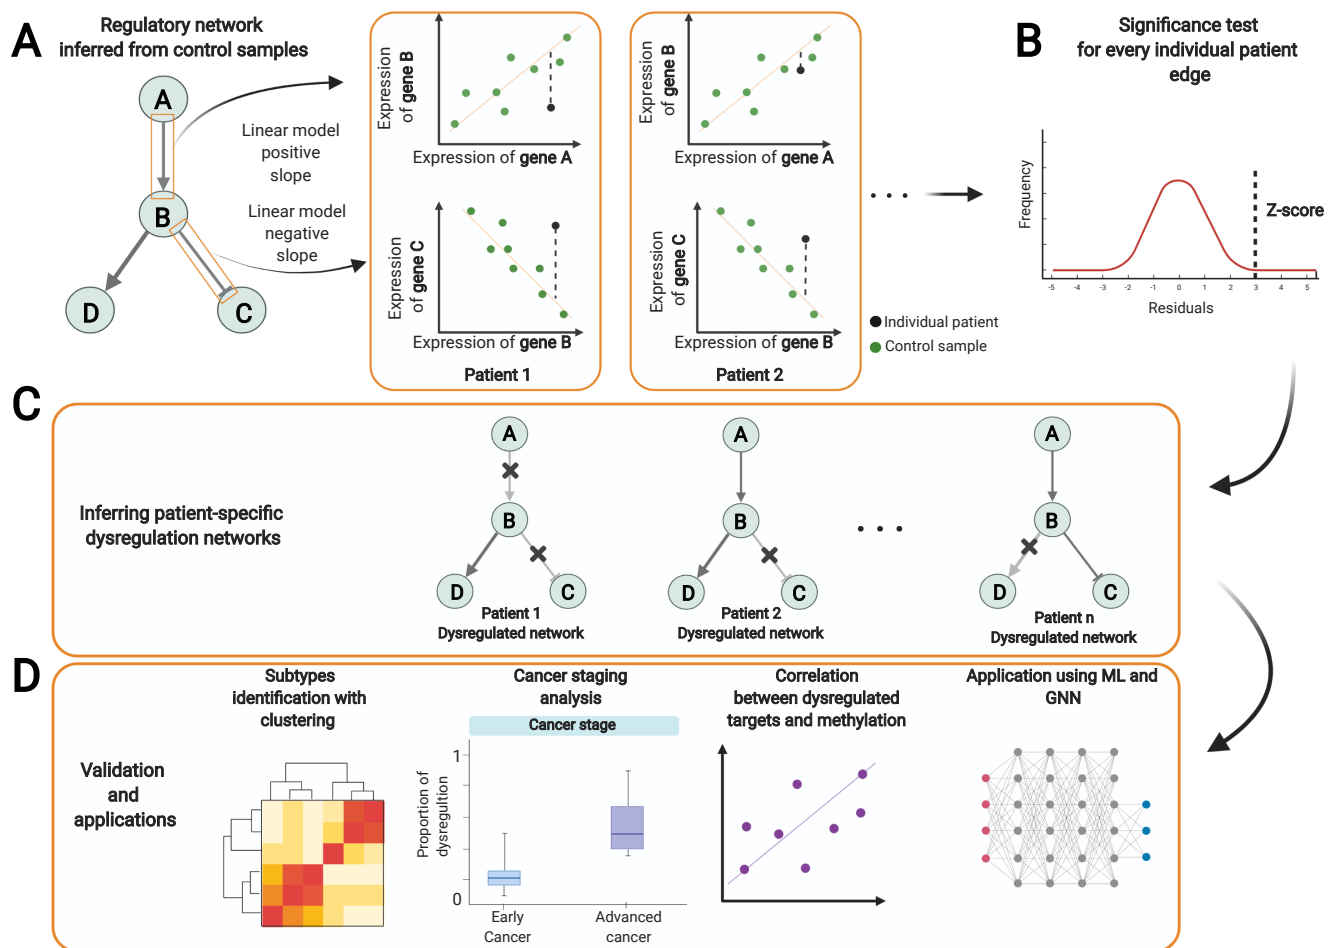 A
Regulatory network
inferred from control samples
A
B
D
C
Linear model
positive
slope
Linear model
negative
slope
Expression
of gene B
Expression of gene A
Expression
of gene C
Expression of gene B
Patient 1
Expression
of gene B
Expression of gene A
Expression
of gene C
Expression of gene B
Patient 2
. . .
Individual patient
Control sample
B
Significance test
for every individual patient
edge
Frequency
Z-score
-5 -4 -3 -2 -1 0 1 2 3 4 5
Residuals
C
Inferring patient-specific
dysregulation networks
A
B
D
C
Patient 1
Dysregulated network
A
B
D
C
Patient 2
Dysregulated network
. . .
A
B
D
C
Patient n
Dysregulated network
D
Validation
and
applications
Subtypes
identification with
clustering
Cancer staging
analysis
Cancer stage
Proportion of
dysregultion
1
0
Early
Cancer
Advanced
cancer
Correlation
between dysregulated
targets and methylation
Application using ML and
GNN